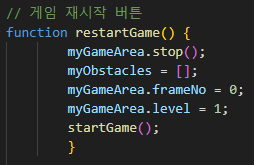 // 게임 재시작 버튼
function restartGame() {
myGameArea.stop();
myObstacles = [];
myGameArea.frameNo = 0;
myGameArea.level = 1;
startGame();
}